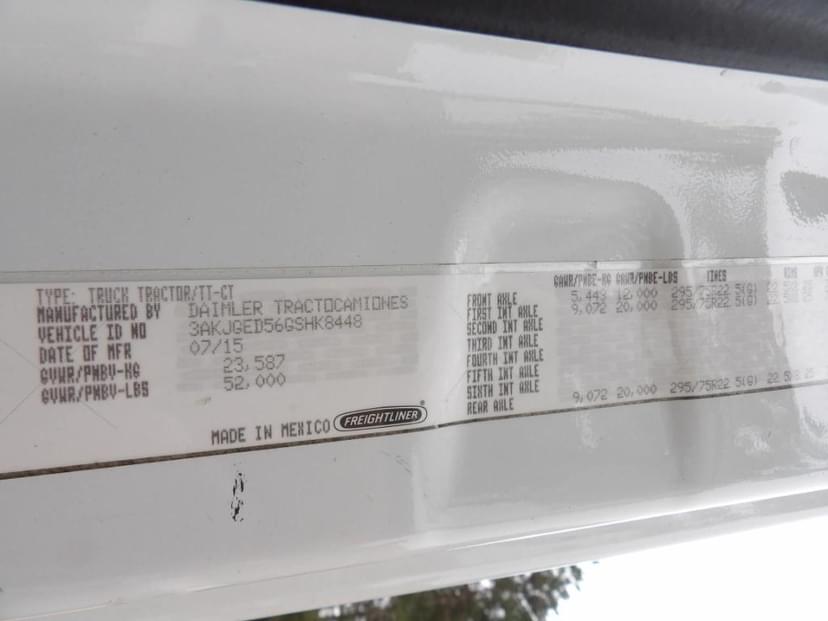 TYPE: TRUCK TRACTOR/TT-CT
MANUFACTURED BY DAIMLER TRACTOCAMIONES
VEHICLE ID NO 3AKJGED56GSHK8448
DATE OF MFR 07/15
GVWR/PNBV-KG 23,587
GVWR/PNBV-LBS 52,000
MADE IN MEXICO FREIGHTLINER
GAWR/PNBE-KG GAWR/PNBE-LBS TIRES RIMS
FRONT AXLE 5,443 12,000 295/75R22.5(G)
FIRST INT AXLE 9,072 20,000 295/75R22.5(G)
SECOND INT AXLE
THIRD INT AXLE
FOURTH INT AXLE
FIFTH INT AXLE
SIXTH INT AXLE
REAR AXLE 9,072 20,000 295/75R22.5(G)